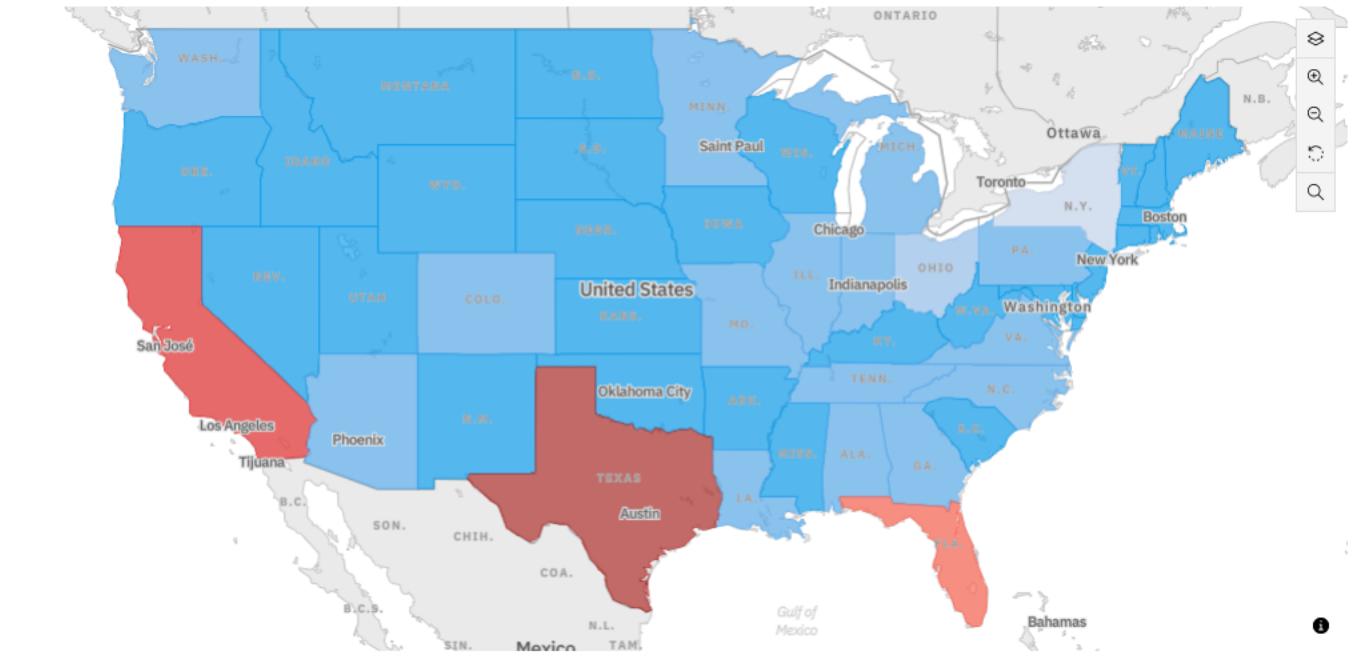 ONTARIO
WASH.
MONTANA
N.D.
N.B.
MINN.
Ottawa
MAINE
Saint Paul
WIS.
MICH.
S.D.
IDAHO
ORE.
VT.
Toronto
WYO.
N.Y.
Boston
IOWA
NEBR.
Chicago
PA.
New York
OHIO
NEV.
ILL.
Indianapolis
United States
UTAH
COLO.
Washington
W.VA.
KANS.
MO.
VA.
KY.
San José
TENN.
N.C.
Oklahoma City
ARK.
N.M.
Los Angeles
S.C.
Phoenix
MISS.
ALA.
Tijuana
GA.
TEXAS
LA.
B.C.
Austin
SON.
CHIH.
FLA.
COA.
B.C.S.
Gulf of
Mexico
Bahamas
N.L.
SIN.
Mexico
TAM.